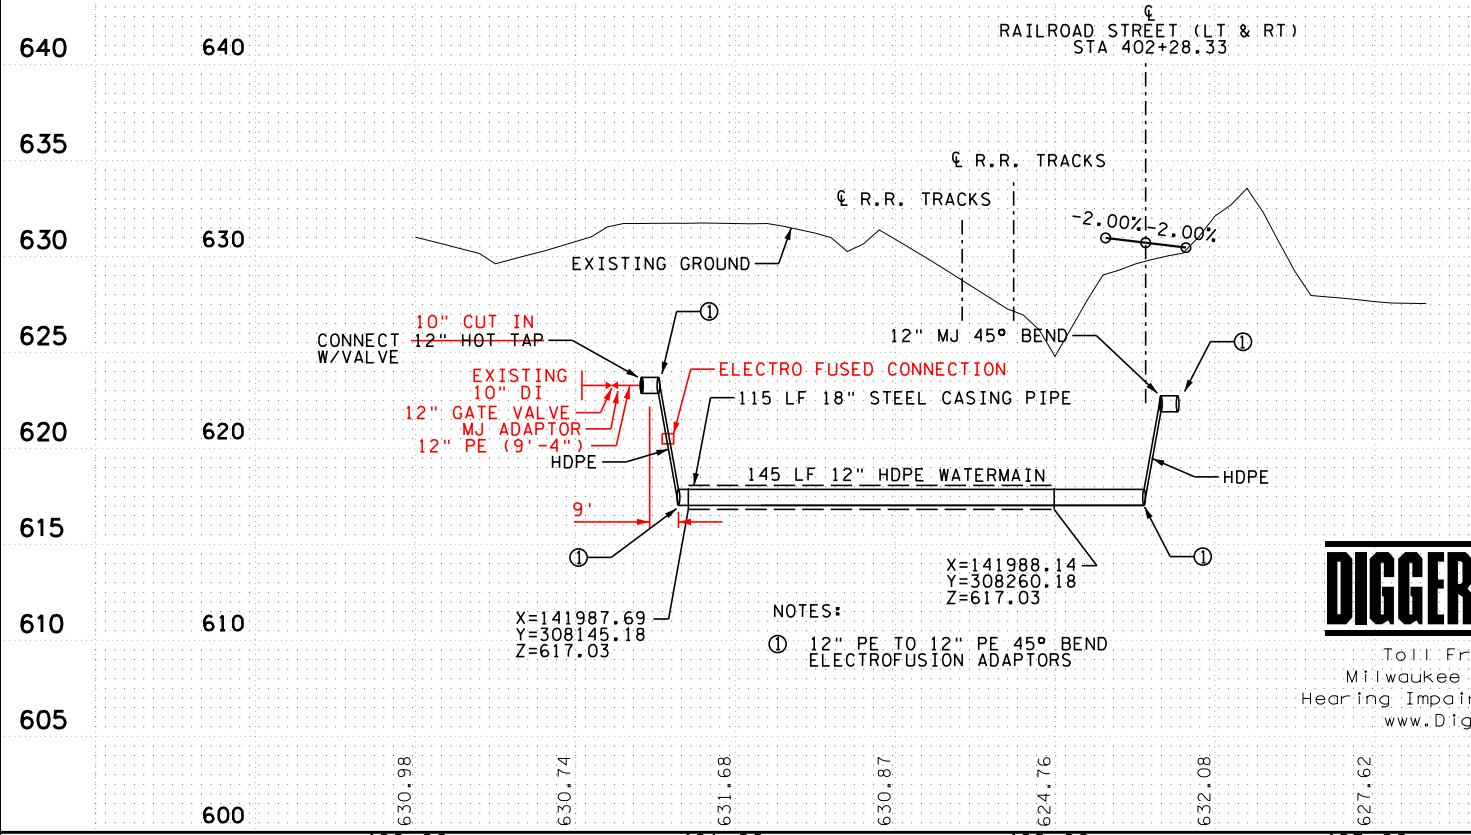 ℄
RAILROAD STREET (LT & RT)
STA 402+28.33
640 640
635
℄ R.R. TRACKS
℄ R.R. TRACKS
630 630
-2.00% -2.00%
EXISTING GROUND
625
10" CUT IN
CONNECT 12" HOT TAP
W/VALVE
①
12" MJ 45° BEND
①
EXISTING
10" DI
ELECTRO FUSED CONNECTION
12" GATE VALVE
MJ ADAPTOR
12" PE (9'-4")
115 LF 18" STEEL CASING PIPE
620 620
HDPE
145 LF 12" HDPE WATERMAIN
HDPE
9'
615
①
①
X=141988.14
Y=308260.18
Z=617.03
610 610
X=141987.69
Y=308145.18
Z=617.03
NOTES:
① 12" PE TO 12" PE 45° BEND
ELECTROFUSION ADAPTORS
DIGGER
Toll Fr
Milwaukee
Hearing Impair
www.Dig
605
600
630.98
630.74
631.68
630.87
624.76
632.08
627.62